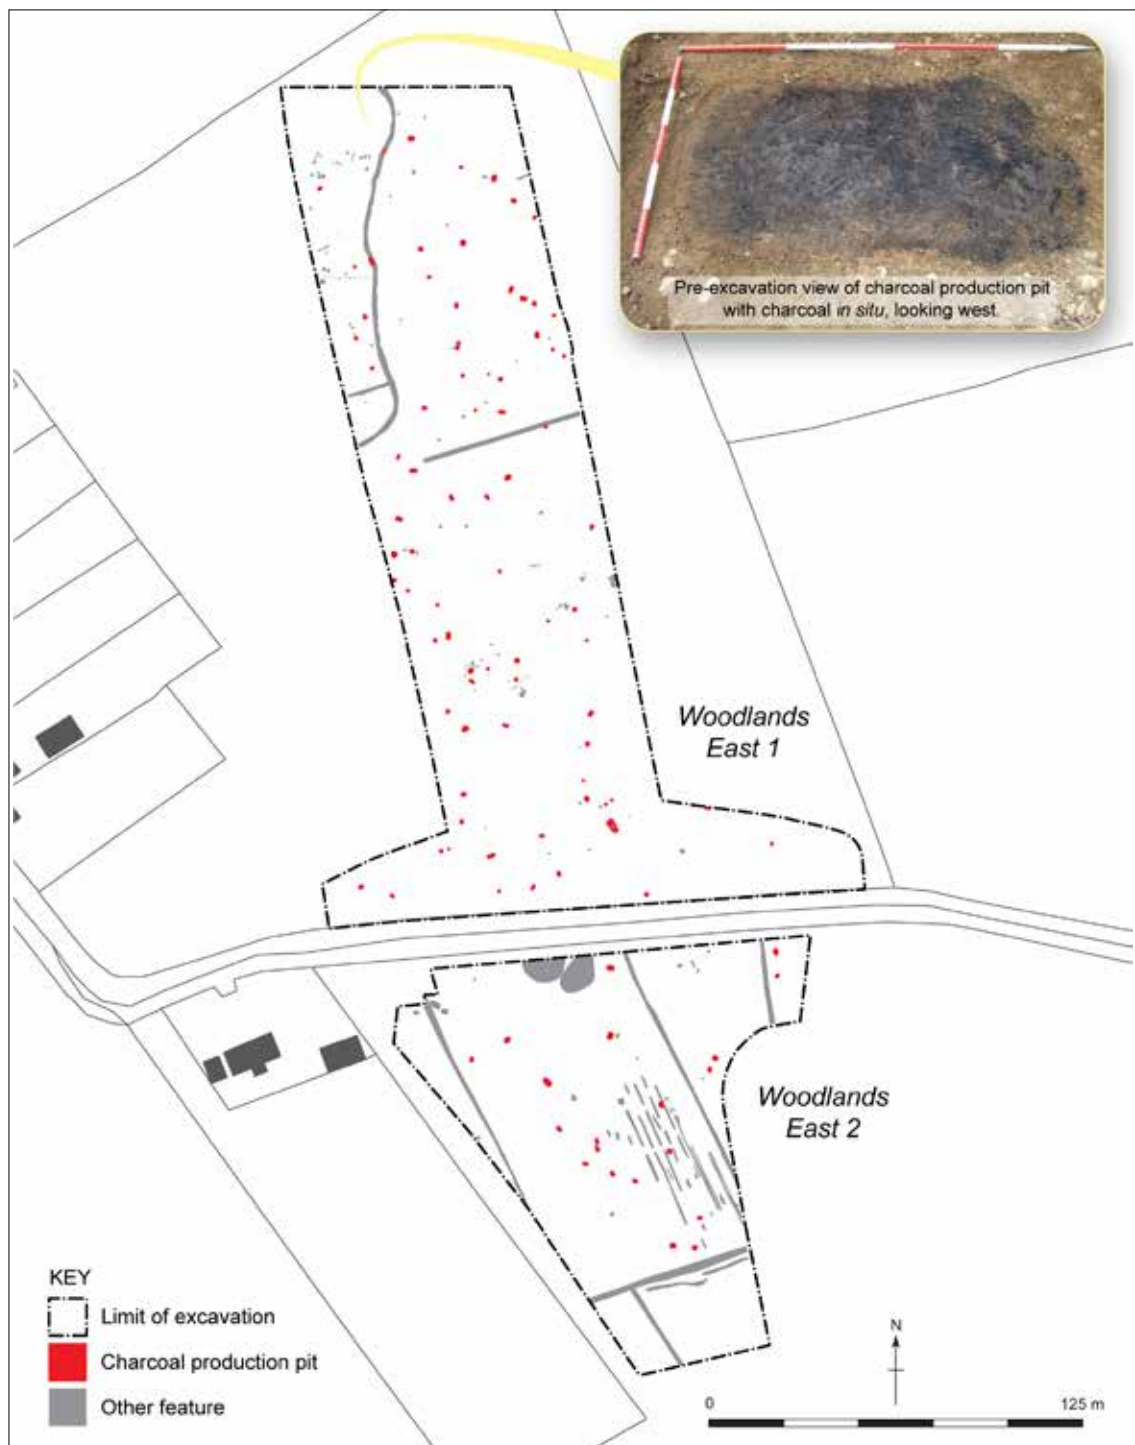 Pre-excavation view of charcoal production pit
with charcoal in situ, looking west.
Woodlands
East 1
Woodlands
East 2
KEY
Limit of excavation
Charcoal production pit
Other feature
N
0
125 m